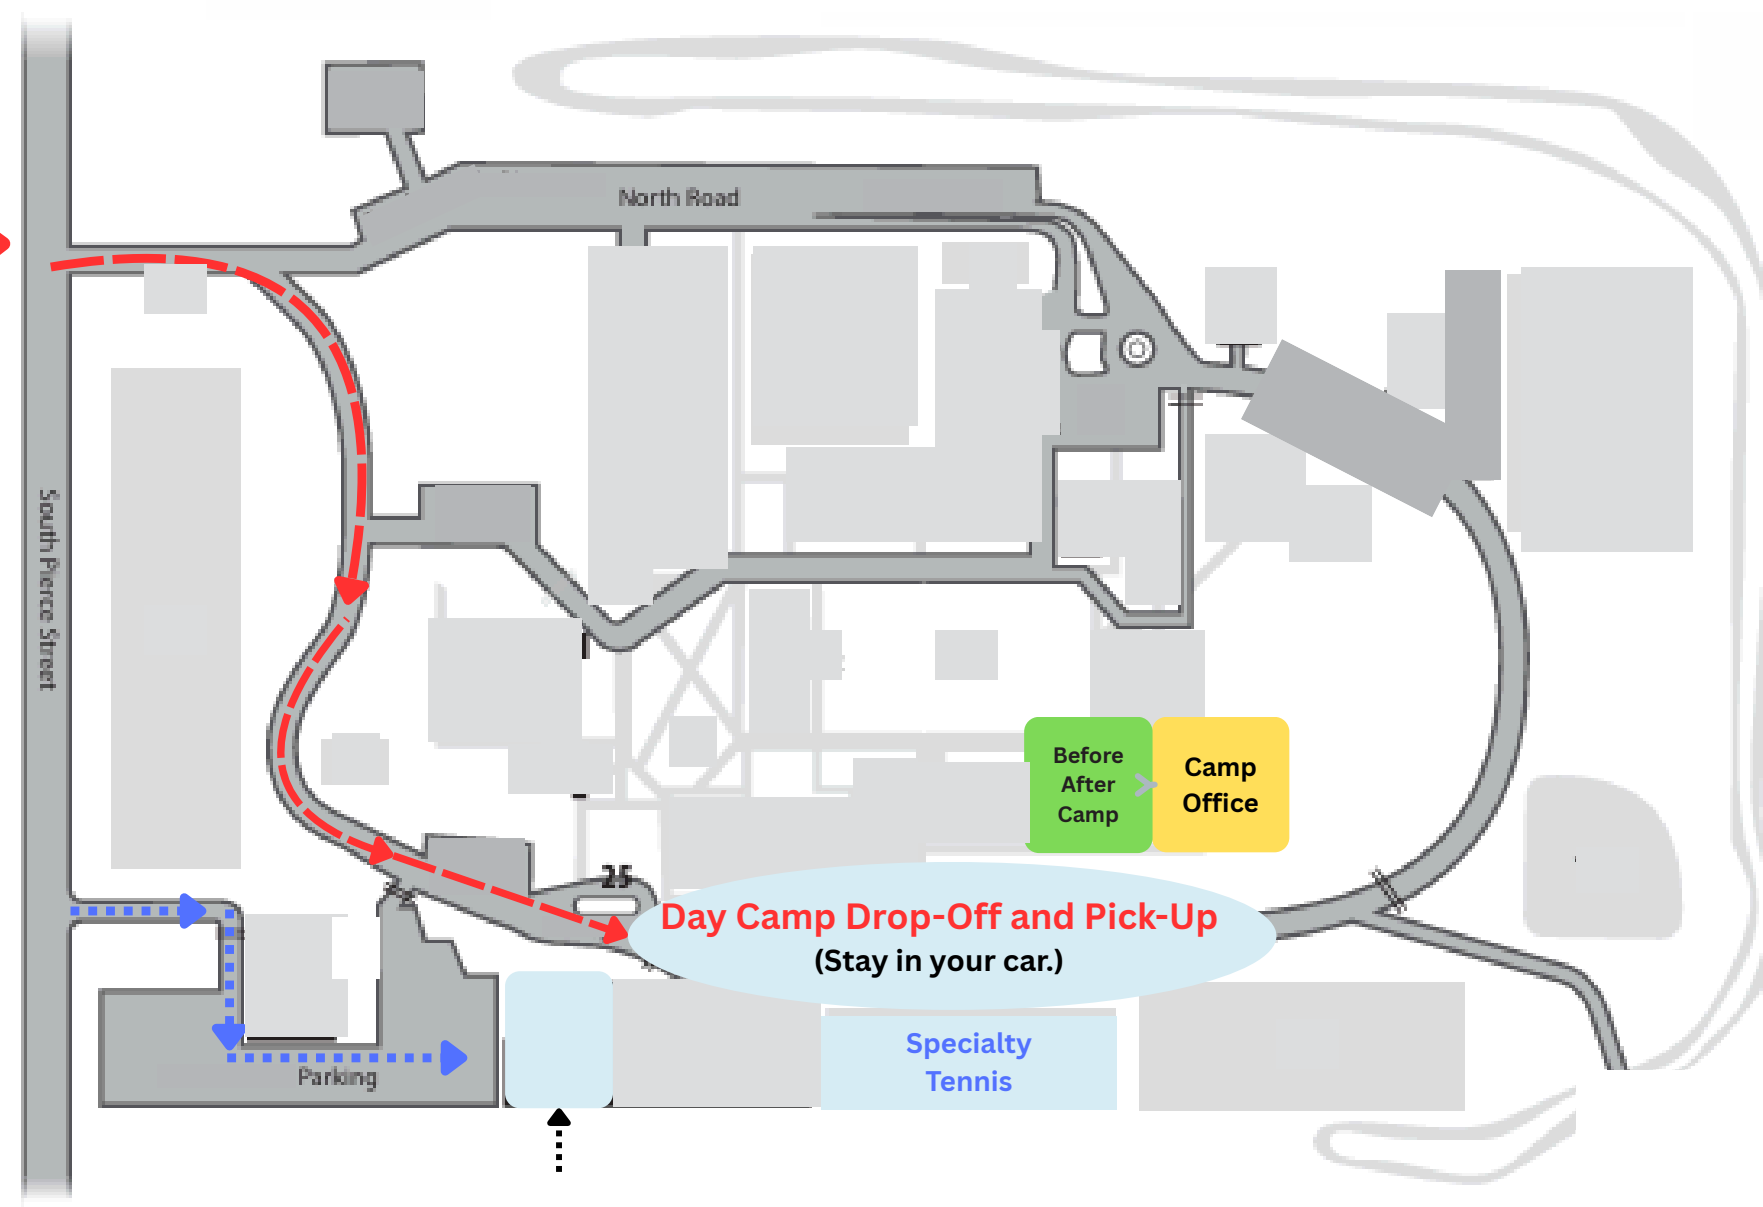 North Road
South Pierce Street
Before
After
Camp
Camp
Office
25
Day Camp Drop-Off and Pick-Up
(Stay in your car.)
Specialty
Tennis
Parking